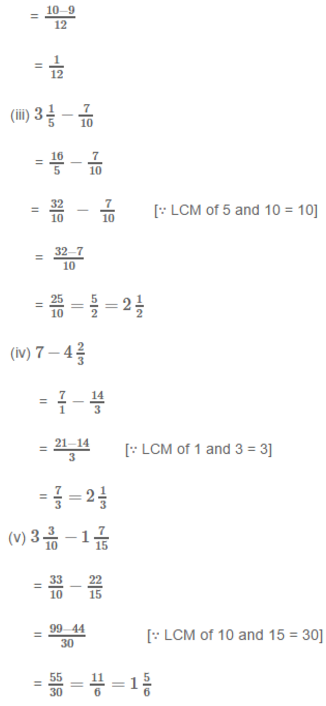 = 10−9/12
= 1/12
(iii) 3 1/5 − 7/10
= 16/5 − 7/10
= 32/10 − 7/10 [∵ LCM of 5 and 10 = 10]
= 32−7/10
= 25/10 = 5/2 = 2 1/2
(iv) 7 − 4 2/3
= 7/1 − 14/3
= 21−14/3 [∵ LCM of 1 and 3 = 3]
= 7/3 = 2 1/3
(v) 3 3/10 − 1 7/15
= 33/10 − 22/15
= 99−44/30 [∵ LCM of 10 and 15 = 30]
= 55/30 = 11/6 = 1 5/6